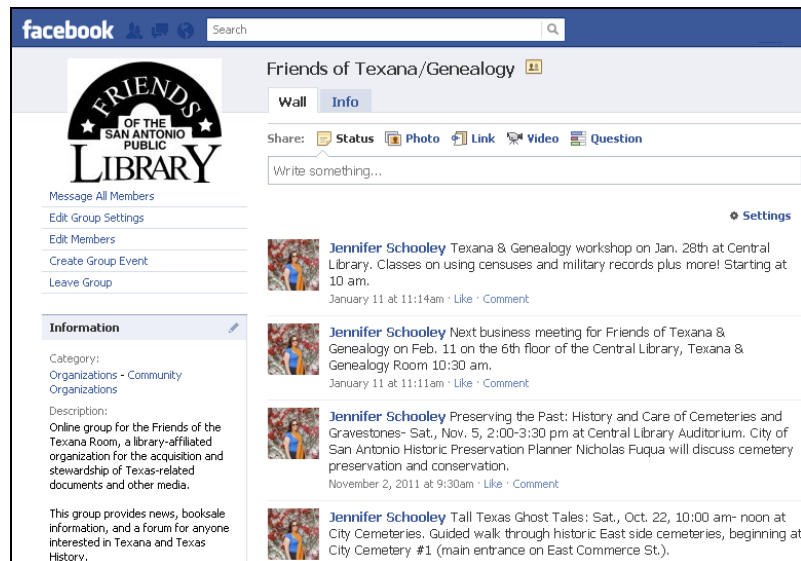 facebook
Search
FRIENDS
OF THE
SAN ANTONIO
PUBLIC
LIBRARY
Message All Members
Edit Group Settings
Edit Members
Create Group Event
Leave Group
Information
Category:
Organizations - Community
Organizations
Description:
Online group for the Friends of the
Texana Room, a library-affiliated
organization for the acquisition and
stewardship of Texas-related
documents and other media.
This group provides news, booksale
information, and a forum for anyone
interested in Texana and Texas
History.
Friends of Texana/Genealogy
Wall Info
Share: Status Photo Link Video Question
Write something...
Settings
Jennifer Schooley Texana & Genealogy workshop on Jan. 28th at Central
Library. Classes on using censuses and military records plus more! Starting at
10 am.
January 11 at 11:14am · Like · Comment
Jennifer Schooley Next business meeting for Friends of Texana &
Genealogy on Feb. 11 on the 6th floor of the Central Library, Texana &
Genealogy Room 10:30 am.
January 11 at 11:11am · Like · Comment
Jennifer Schooley Preserving the Past: History and Care of Cemeteries and
Gravestones- Sat., Nov. 5, 2:00-3:30 pm at Central Library Auditorium. City of
San Antonio Historic Preservation Planner Nicholas Fuqua will discuss cemetery
preservation and conservation.
November 2, 2011 at 9:30am · Like · Comment
Jennifer Schooley Tall Texas Ghost Tales: Sat., Oct. 22, 10:00 am- noon at
City Cemeteries. Guided walk through historic East side cemeteries, beginning at
City Cemetery #1 (main entrance on East Commerce St.).